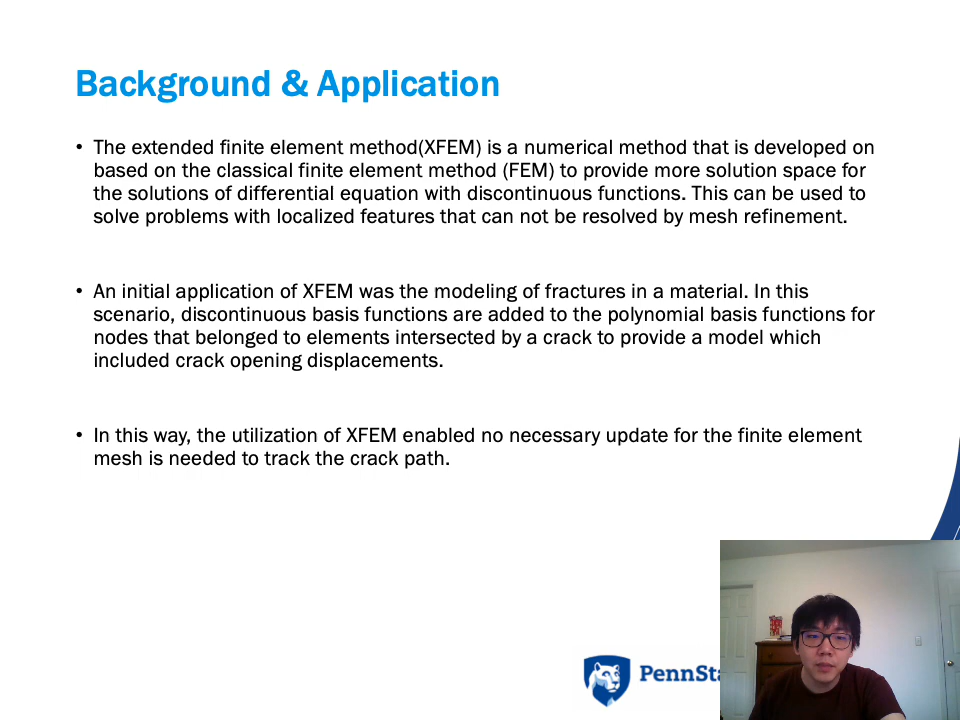 Background & Application
• The extended finite element method(XFEM) is a numerical method that is developed on
based on the classical finite element method (FEM) to provide more solution space for
the solutions of differential equation with discontinuous functions. This can be used to
solve problems with localized features that can not be resolved by mesh refinement.
• An initial application of XFEM was the modeling of fractures in a material. In this
scenario, discontinuous basis functions are added to the polynomial basis functions for
nodes that belonged to elements intersected by a crack to provide a model which
included crack opening displacements.
• In this way, the utilization of XFEM enabled no necessary update for the finite element
mesh is needed to track the crack path.
PennSta